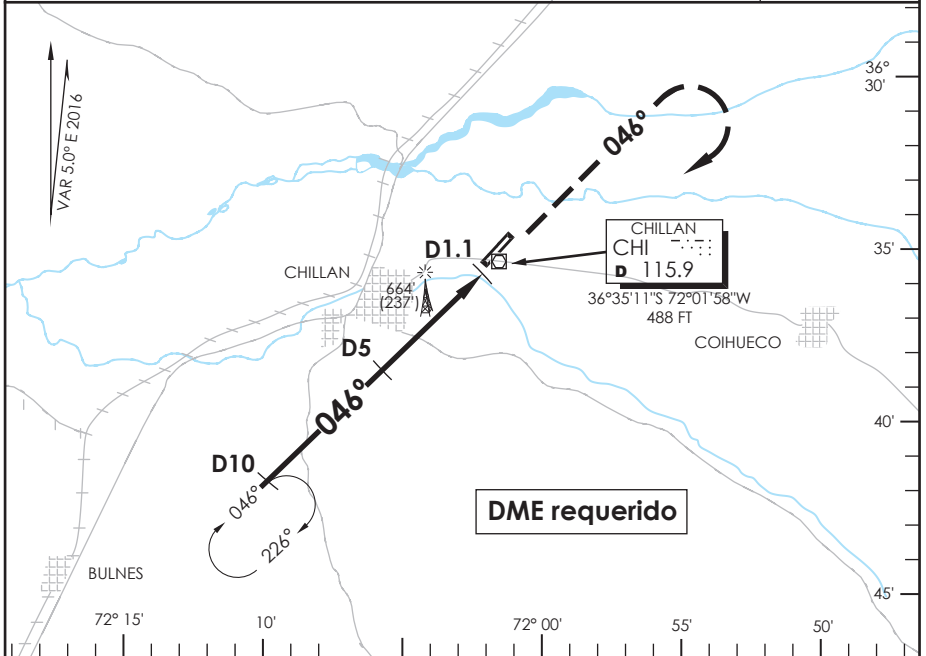 36°
30'
VAR 5.0° E 2016
046°
CHILLAN
CHI
D 115.9
36°35'11"S 72°01'58"W
488 FT
35'
D1.1
CHILLAN
664'
(237')
COIHUECO
D5
046°
40'
D10
046°
226°
DME requerido
BULNES
45'
72° 15'
10'
72° 00'
55'
50'